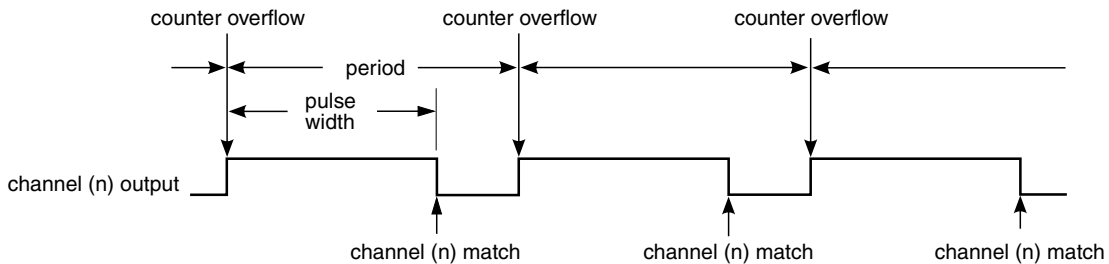 counter overflow counter overflow counter overflow
period
pulse
width
channel (n) output
channel (n) match channel (n) match channel (n) match